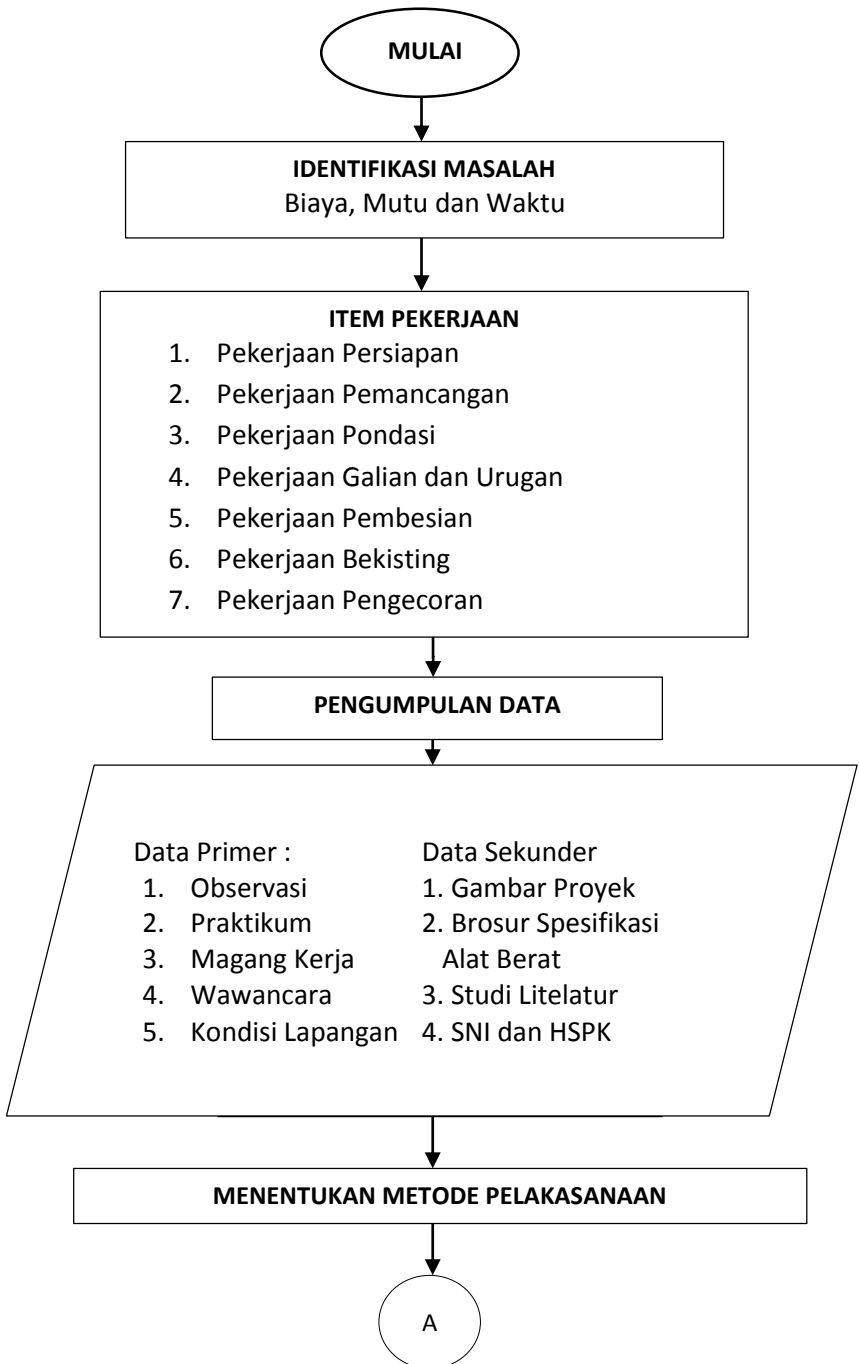 MULAI
IDENTIFIKASI MASALAH
Biaya, Mutu dan Waktu
ITEM PEKERJAAN
1. Pekerjaan Persiapan
2. Pekerjaan Pemancangan
3. Pekerjaan Pondasi
4. Pekerjaan Galian dan Urugan
5. Pekerjaan Pembesian
6. Pekerjaan Bekisting
7. Pekerjaan Pengecoran
PENGUMPULAN DATA
Data Primer :
1. Observasi
2. Praktikum
3. Magang Kerja
4. Wawancara
5. Kondisi Lapangan
Data Sekunder
1. Gambar Proyek
2. Brosur Spesifikasi
Alat Berat
3. Studi Litelatur
4. SNI dan HSPK
MENENTUKAN METODE PELAKASANAAN
A